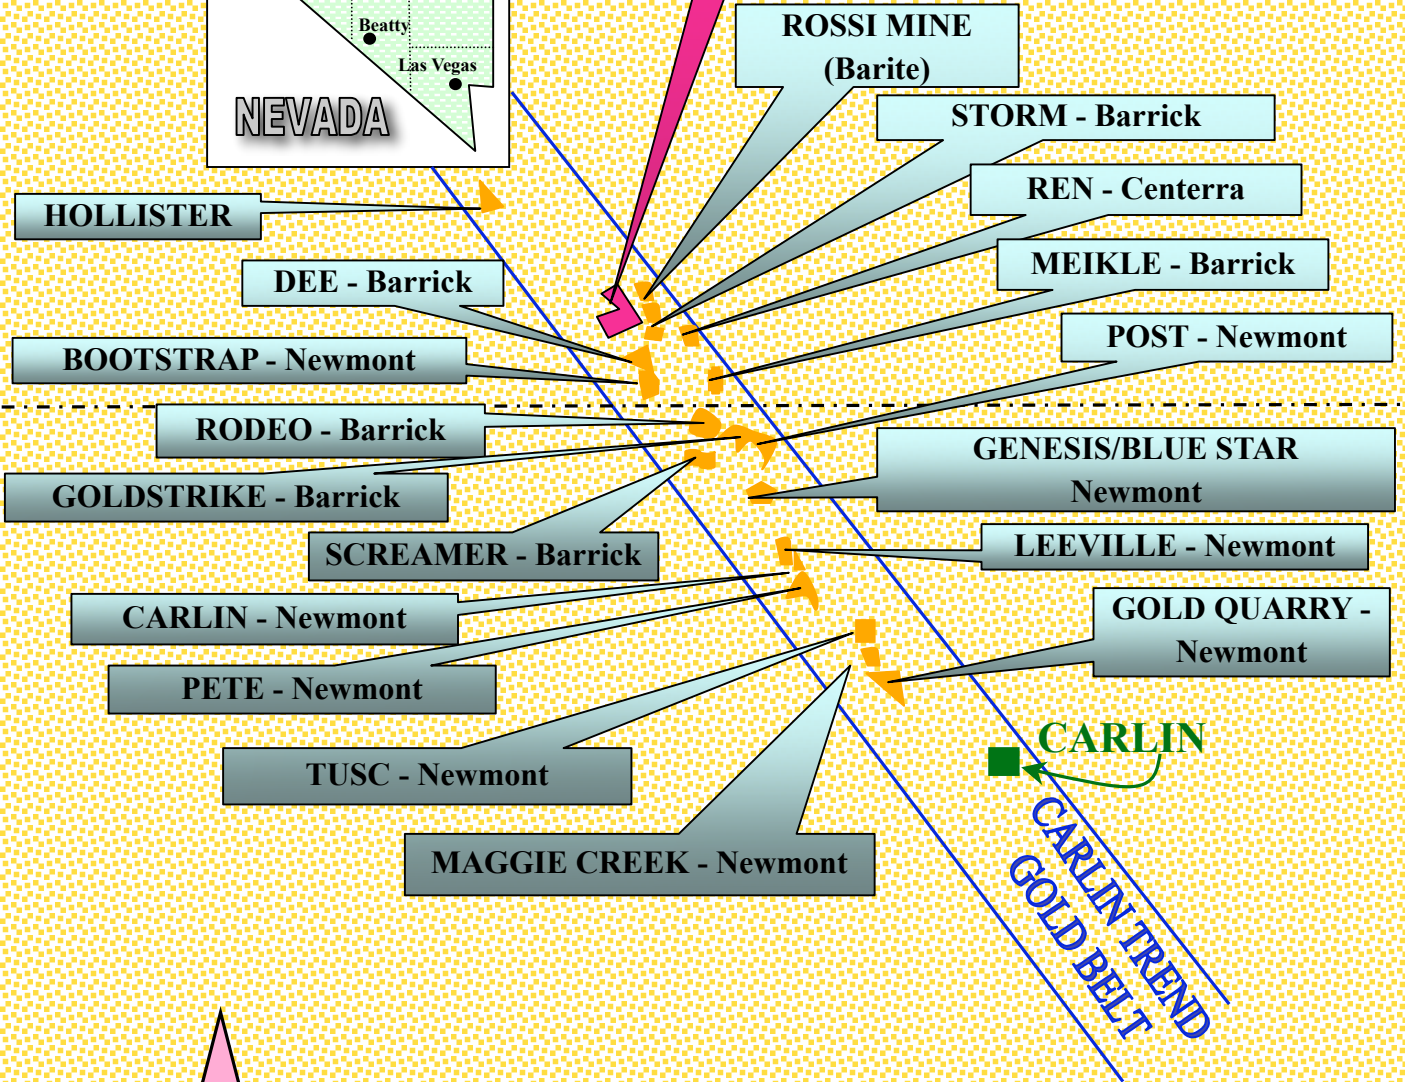 Beatty
Las Vegas
NEVADA
ROSSI MINE
(Barite)
STORM - Barrick
REN - Centerra
HOLLISTER
MEIKLE - Barrick
DEE - Barrick
POST - Newmont
BOOTSTRAP - Newmont
RODEO - Barrick
GENESIS/BLUE STAR
Newmont
GOLDSTRIKE - Barrick
SCREAMER - Barrick
LEEVILLE - Newmont
CARLIN - Newmont
GOLD QUARRY -
Newmont
PETE - Newmont
CARLIN
TUSC - Newmont
MAGGIE CREEK - Newmont
CARLIN TREND
GOLD BELT